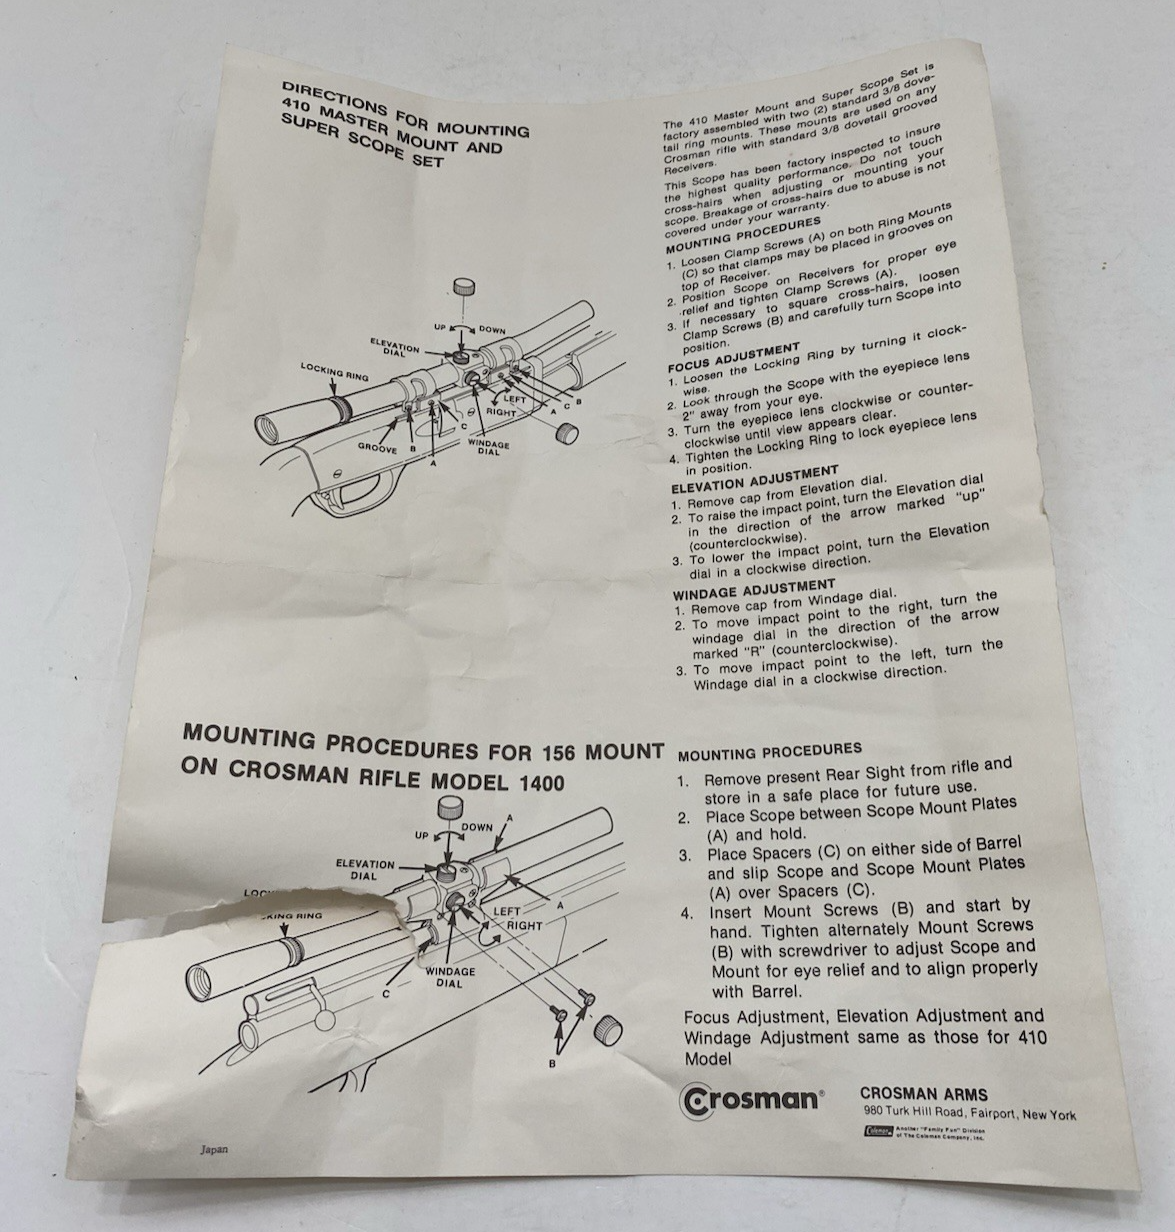 DIRECTIONS FOR MOUNTING
410 MASTER MOUNT AND
SUPER SCOPE SET
UP
DOWN
ELEVATION
DIAL
LOCKING RING
LEFT
RIGHT
A
C
B
GROOVE
B
A
C
WINDAGE
DIAL
The 410 Master Mount and Super Scope Set is
factory assembled with two (2) standard 3/8 dove-
tail ring mounts. These mounts are used on any
Crosman rifle with standard 3/8 dovetail grooved
Receivers.
This Scope has been factory inspected to insure
the highest quality performance. Do not touch
cross-hairs when adjusting or mounting your
scope. Breakage of cross-hairs due to abuse is not
covered under your warranty.
MOUNTING PROCEDURES
1. Loosen Clamp Screws (A) on both Ring Mounts
(C) so that clamps may be placed in grooves on
top of Receiver.
2. Position Scope on Receivers for proper eye
relief and tighten Clamp Screws (A).
3. If necessary to square cross-hairs, loosen
Clamp Screws (B) and carefully turn Scope into
position.
FOCUS ADJUSTMENT
1. Loosen the Locking Ring by turning it clock-
wise.
2. Look through the Scope with the eyepiece lens
2" away from your eye.
3. Turn the eyepiece lens clockwise or counter-
clockwise until view appears clear.
4. Tighten the Locking Ring to lock eyepiece lens
in position.
ELEVATION ADJUSTMENT
1. Remove cap from Elevation dial.
2. To raise the impact point, turn the Elevation dial
in the direction of the arrow marked "up"
(counterclockwise).
3. To lower the impact point, turn the Elevation
dial in a clockwise direction.
WINDAGE ADJUSTMENT
1. Remove cap from Windage dial.
2. To move impact point to the right, turn the
windage dial in the direction of the arrow
marked "R" (counterclockwise).
3. To move impact point to the left, turn the
Windage dial in a clockwise direction.
MOUNTING PROCEDURES FOR 156 MOUNT
ON CROSMAN RIFLE MODEL 1400
UP
DOWN
A
ELEVATION
DIAL
KING RING
LEFT
RIGHT
A
WINDAGE
DIAL
C
B
MOUNTING PROCEDURES
1. Remove present Rear Sight from rifle and
store in a safe place for future use.
2. Place Scope between Scope Mount Plates
(A) and hold.
3. Place Spacers (C) on either side of Barrel
and slip Scope and Scope Mount Plates
(A) over Spacers (C).
4. Insert Mount Screws (B) and start by
hand. Tighten alternately Mount Screws
(B) with screwdriver to adjust Scope and
Mount for eye relief and to align properly
with Barrel.
Focus Adjustment, Elevation Adjustment and
Windage Adjustment same as those for 410
Model
Crosman®
CROSMAN ARMS
980 Turk Hill Road, Fairport, New York
Coleman
Another "Family Fun" Division
of The Coleman Company, Inc.
Japan